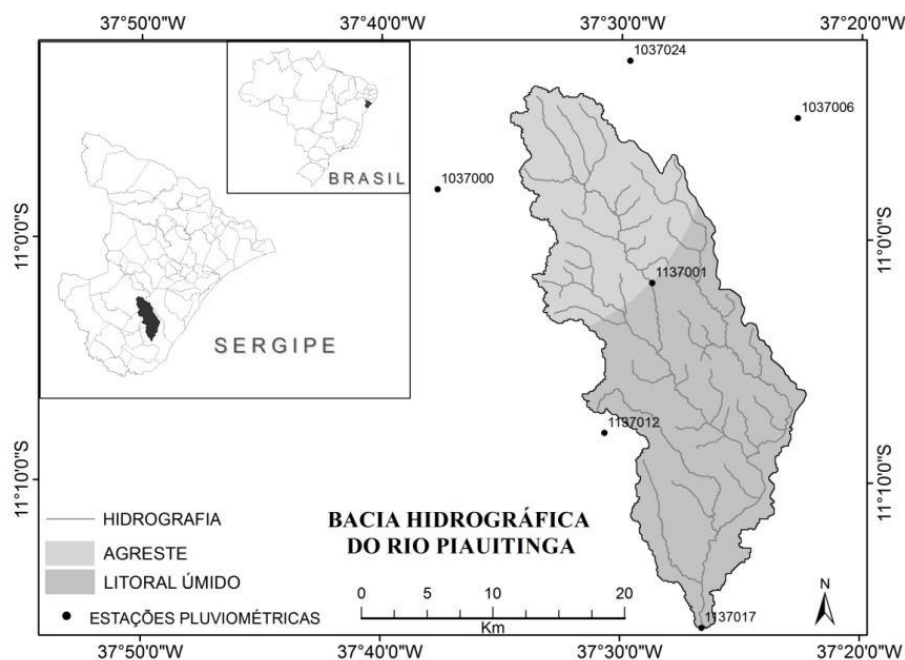 37°50'0"W 37°40'0"W 37°30'0"W 37°20'0"W
1037024
1037006
BRASIL
1037000
11°0'0"S 11°0'0"S
1137001
SERGIPE
1137012
11°10'0"S 11°10'0"S
HIDROGRAFIA
AGRESTE
LITORAL ÚMIDO
ESTAÇÕES PLUVIOMÉTRICAS
BACIA HIDROGRÁFICA
DO RIO PIAUITINGA
0 5 10 20
Km
N
1137017
37°50'0"W 37°40'0"W 37°30'0"W 37°20'0"W